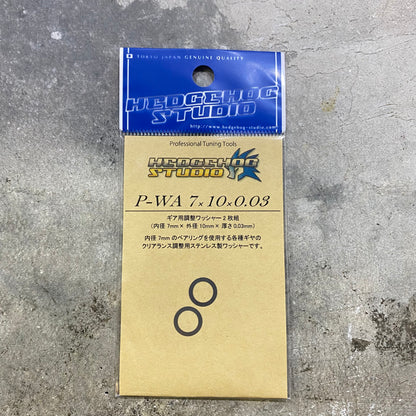 TOKYO JAPAN GENUINE QUALITY
HEDGEHOG
STUDIO
http://www.hedgehog-studio.com/
Professional Tuning Tools
HEDGEHOG
STUDIO
P-WA 7×10×0.03
ギア用調整ワッシャー2枚組
(内径 7mm× 外径 10mm× 厚さ 0.03mm)
内径 7mm のベアリングを使用する各種ギヤの
クリアランス調整用ステンレス製ワッシャーです。